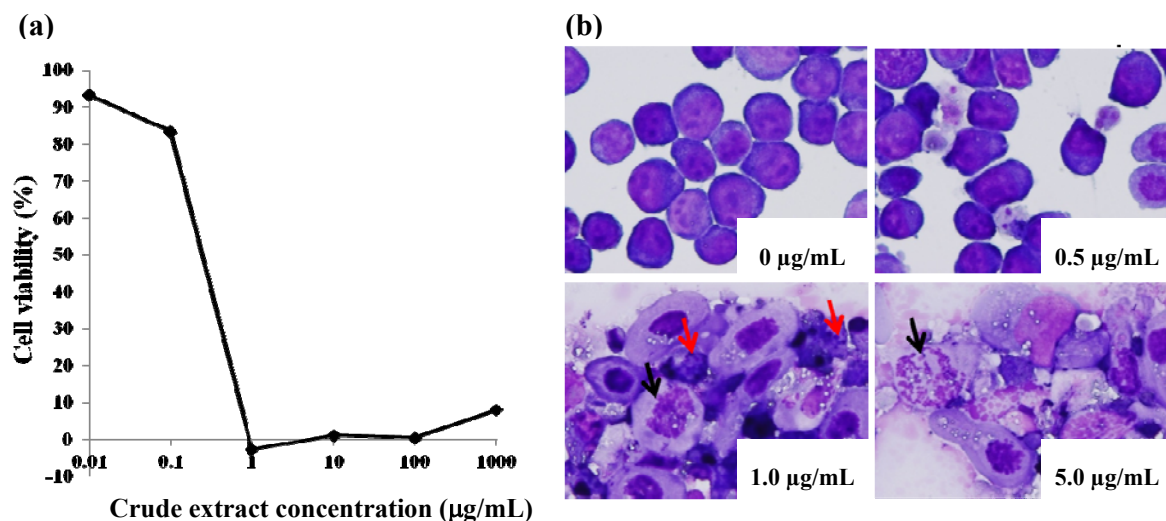 (a)
100
90
80
70
60
50
40
30
20
10
0
-10
Cell viability (%)
0.01 0.1 1 10 100 1000
Crude extract concentration (µg/mL)
(b)
0 µg/mL
0.5 µg/mL
1.0 µg/mL
5.0 µg/mL